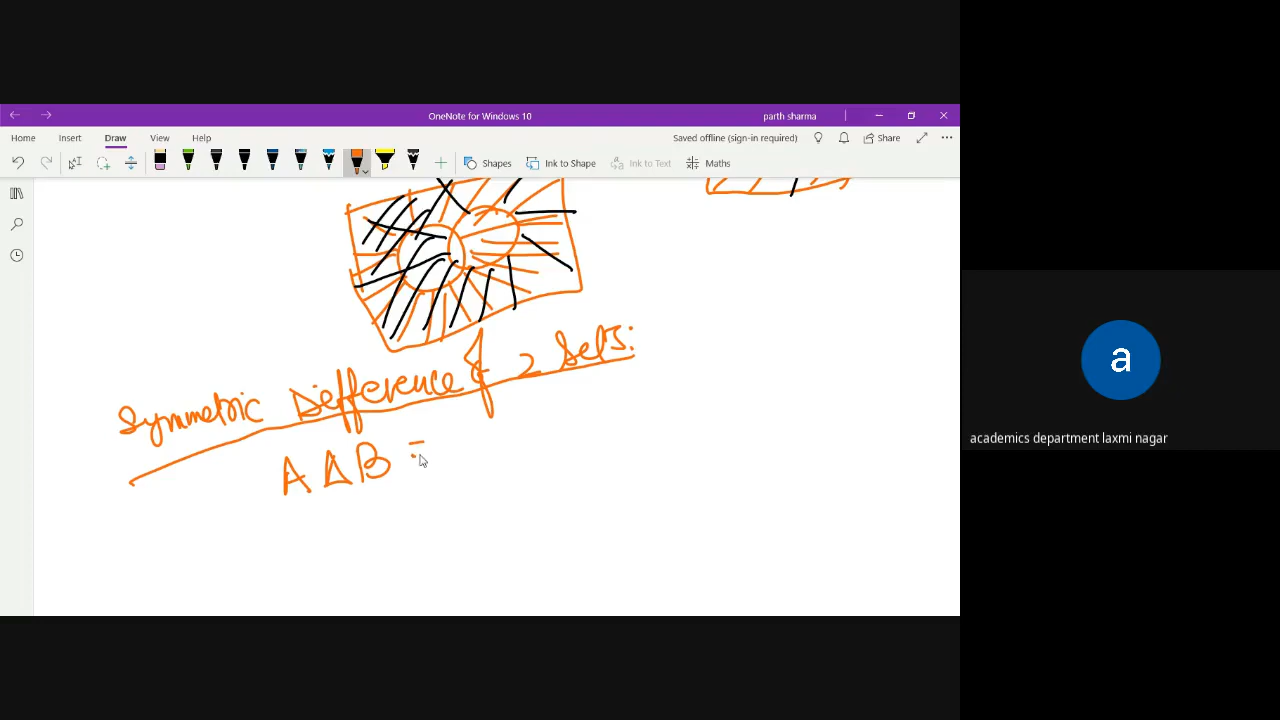 OneNote for Windows 10
parth sharma
Home Insert Draw View Help
Saved offline (sign-in required)
Share
Shapes
Ink to Shape
Ink to Text
Maths
Symmetric Difference of 2 Sets:
A Δ B =
a
academics department laxmi nagar